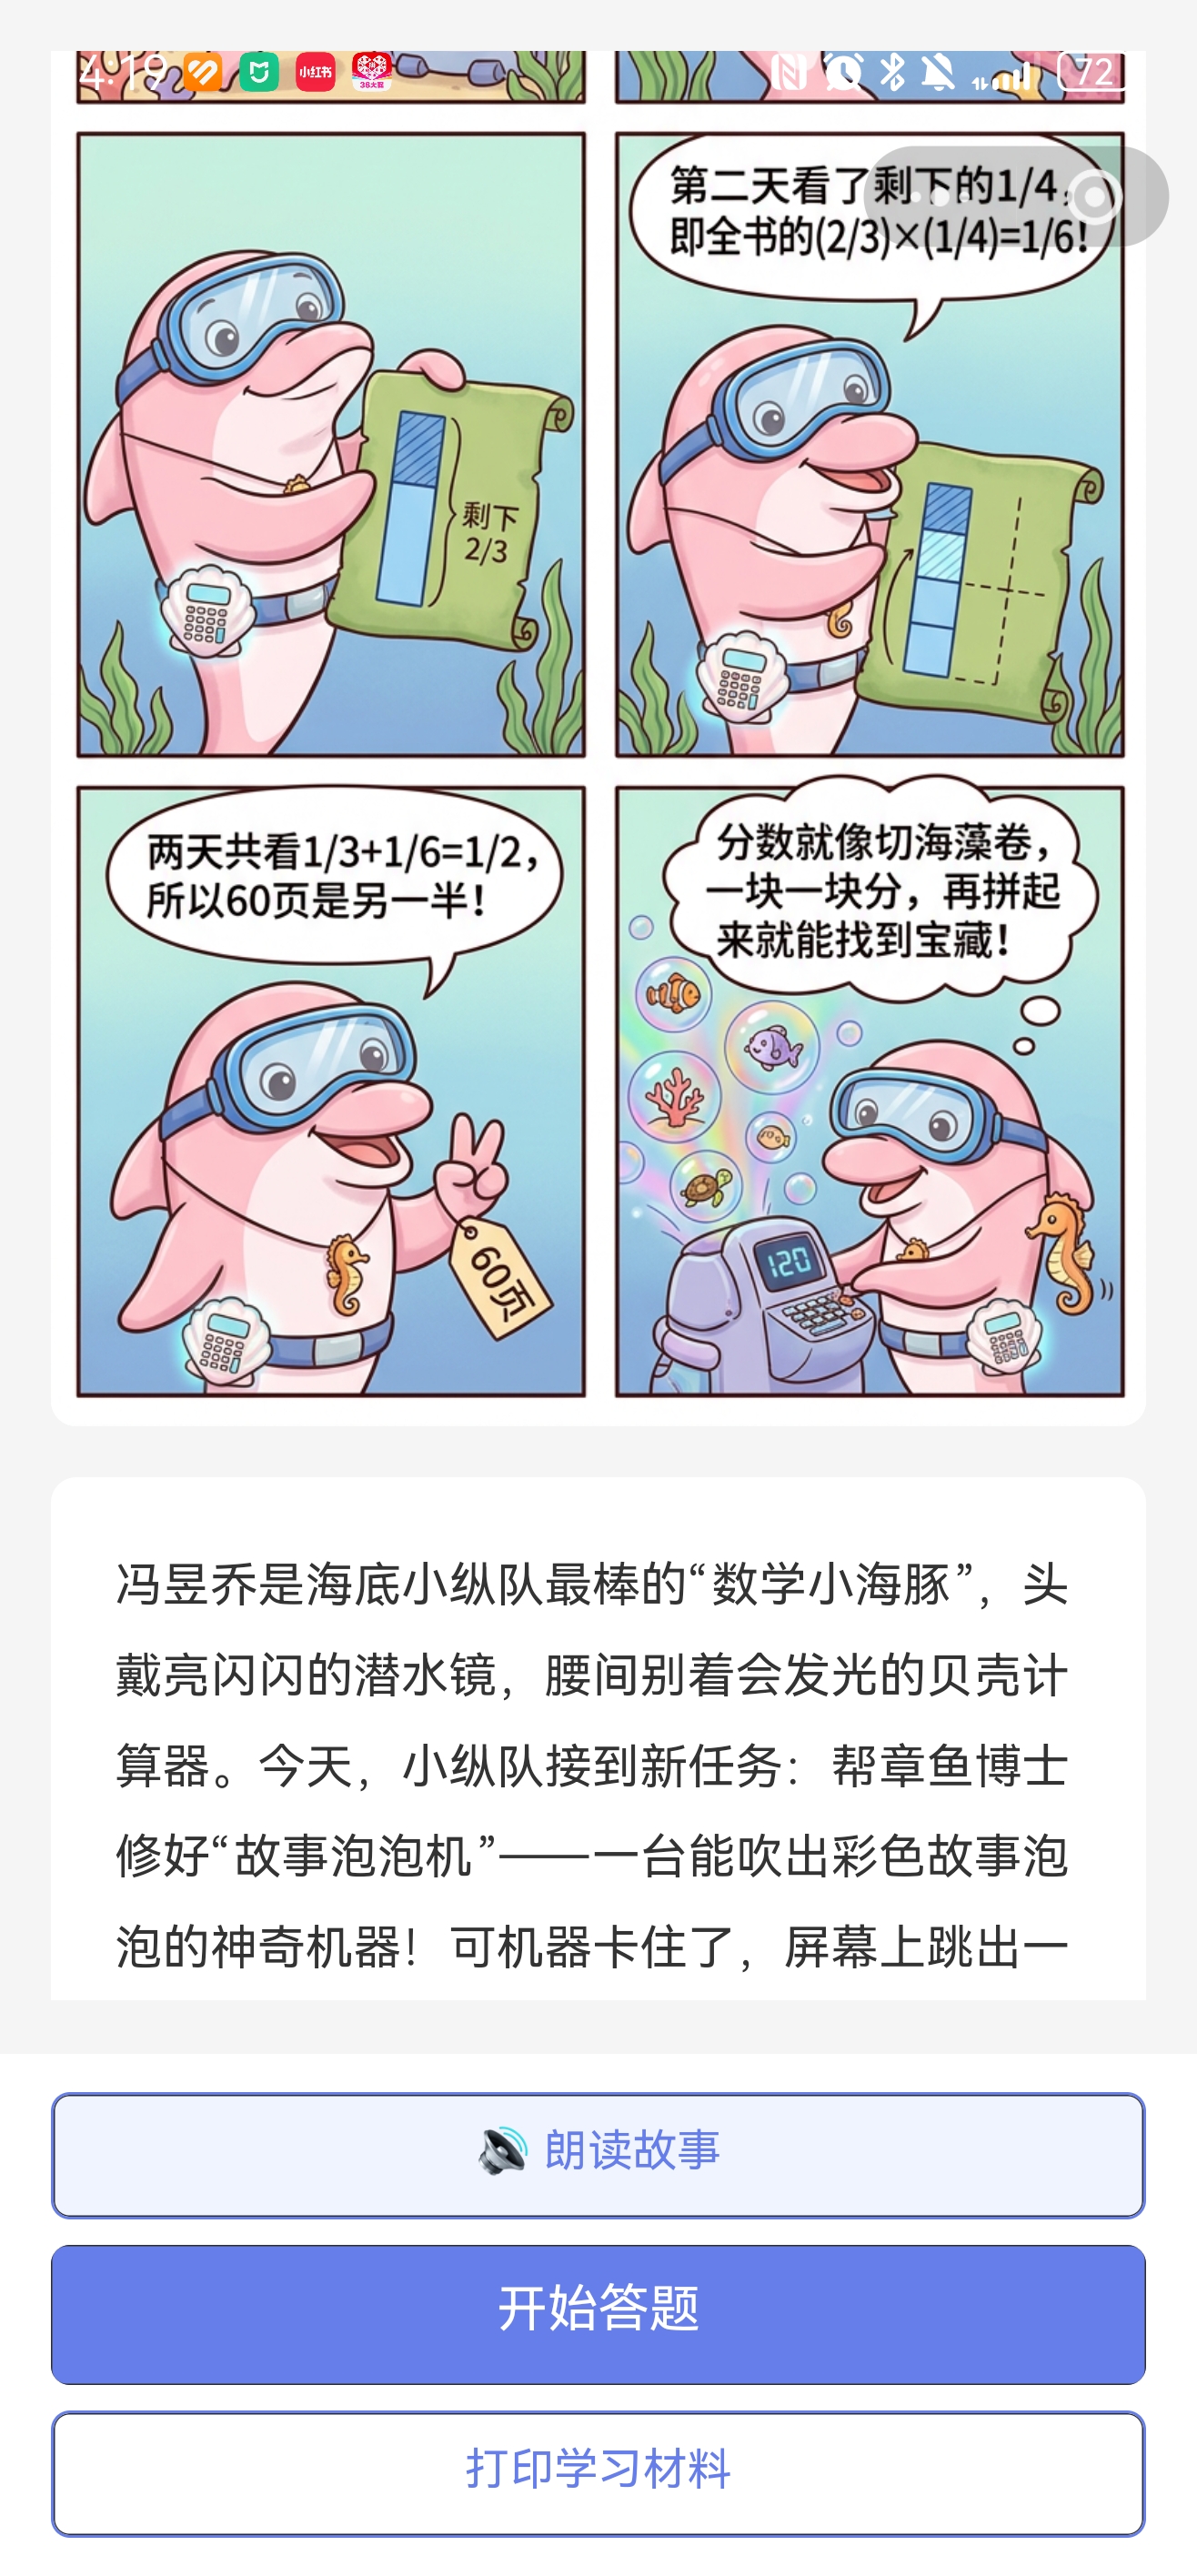 4:19
小红书
36大寇
72
第二天看了剩下的1/4,
即全书的(2/3)×(1/4)=1/6!
剩下
2/3
两天共看1/3+1/6=1/2,
所以60页是另一半!
60页
分数就像切海藻卷,
一块一块分,再拼起
来就能找到宝藏!
120
冯昱乔是海底小纵队最棒的“数学小海豚”,头
戴亮闪闪的潜水镜,腰间别着会发光的贝壳计
算器。今天,小纵队接到新任务:帮章鱼博士
修好“故事泡泡机”——一台能吹出彩色故事泡
泡的神奇机器!可机器卡住了,屏幕上跳出一
朗读故事
开始答题
打印学习材料